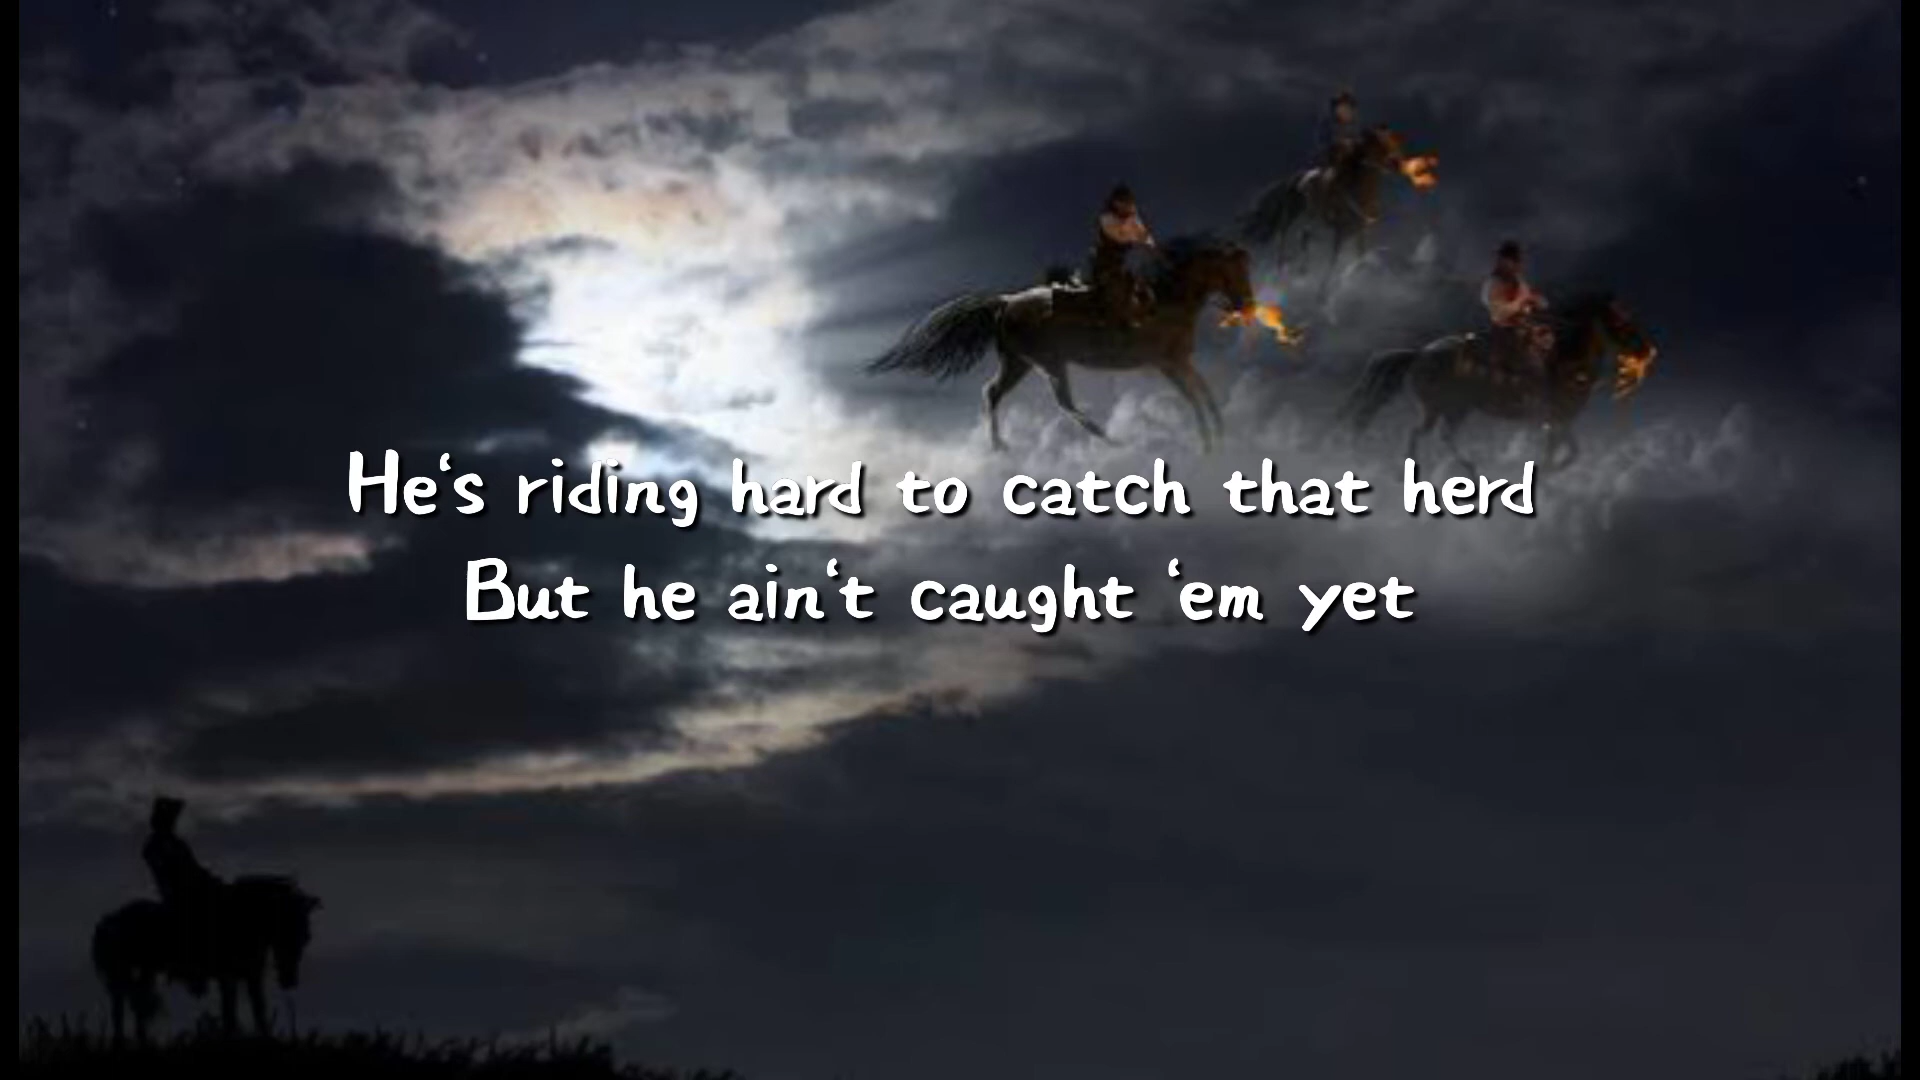 He‘s riding hard to catch that herd
But he ain‘t caught ‘em yet